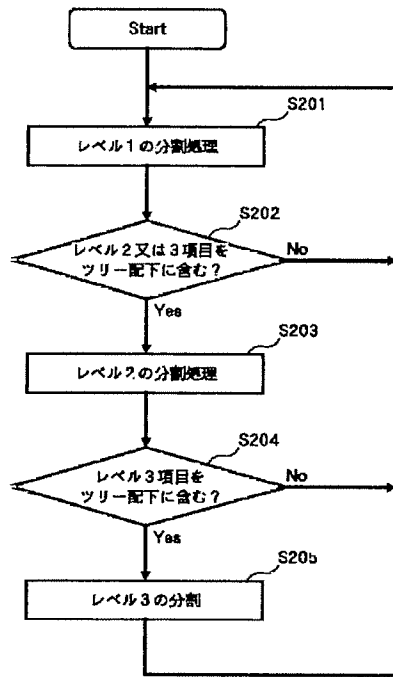 Start
S201
レベル1の分割処理
S202
レベル2又は3項目を
ツリー配下に含む?
No
Yes
S203
レベル2の分割処理
S204
レベル3項目を
ツリー配下に含む?
No
Yes
S205
レベル3の分割